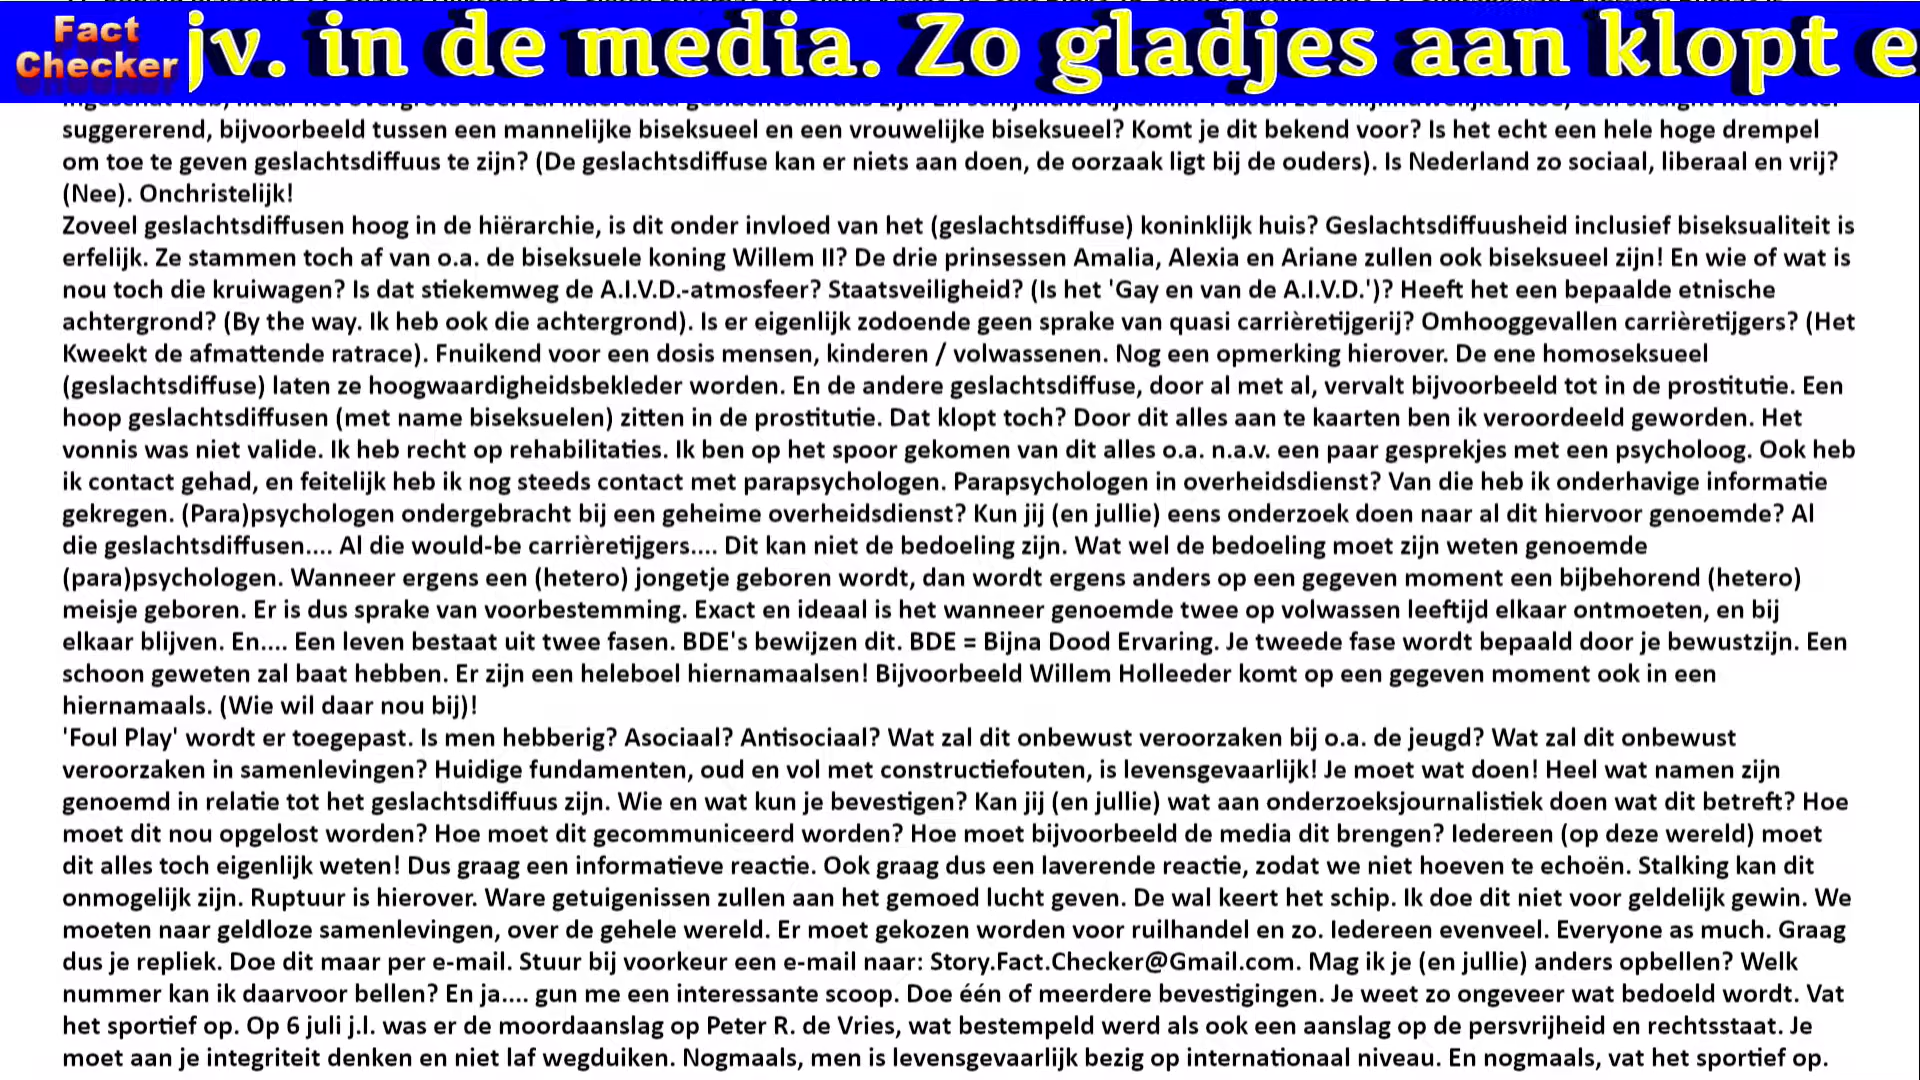 Fact
Checker
jv. in de media. Zo gladjes aan klopt e
suggererend, bijvoorbeeld tussen een mannelijke biseksueel en een vrouwelijke biseksueel? Komt je dit bekend voor? Is het echt een hele hoge drempel
om toe te geven geslachtsdiffuus te zijn? (De geslachtsdiffuse kan er niets aan doen, de oorzaak ligt bij de ouders). Is Nederland zo sociaal, liberaal en vrij?
(Nee). Onchristelijk!
Zoveel geslachtsdiffusen hoog in de hiërarchie, is dit onder invloed van het (geslachtsdiffuse) koninklijk huis? Geslachtsdiffuusheid inclusief biseksualiteit is
erfelijk. Ze stammen toch af van o.a. de biseksuele koning Willem II? De drie prinsessen Amalia, Alexia en Ariane zullen ook biseksueel zijn! En wie of wat is
nou toch die kruiwagen? Is dat stiekemweg de A.I.V.D.-atmosfeer? Staatsveiligheid? (Is het 'Gay en van de A.I.V.D.')? Heeft het een bepaalde etnische
achtergrond? (By the way. Ik heb ook die achtergrond). Is er eigenlijk zodoende geen sprake van quasi carrièretijgerij? Omhooggevallen carrièretijgers? (Het
Kweekt de afmattende ratrace). Fnuikend voor een dosis mensen, kinderen / volwassenen. Nog een opmerking hierover. De ene homoseksueel
(geslachtsdiffuse) laten ze hoogwaardigheidsbekleder worden. En de andere geslachtsdiffuse, door al met al, vervalt bijvoorbeeld tot in de prostitutie. Een
hoop geslachtsdiffusen (met name biseksuelen) zitten in de prostitutie. Dat klopt toch? Door dit alles aan te kaarten ben ik veroordeeld geworden. Het
vonnis was niet valide. Ik heb recht op rehabilitaties. Ik ben op het spoor gekomen van dit alles o.a. n.a.v. een paar gesprekjes met een psycholoog. Ook heb
ik contact gehad, en feitelijk heb ik nog steeds contact met parapsychologen. Parapsychologen in overheidsdienst? Van die heb ik onderhavige informatie
gekregen. (Para)psychologen ondergebracht bij een geheime overheidsdienst? Kun jij (en jullie) eens onderzoek doen naar al dit hiervoor genoemde? Al
die geslachtsdiffusen.... Al die would-be carrièretijgers.... Dit kan niet de bedoeling zijn. Wat wel de bedoeling moet zijn weten genoemde
(para)psychologen. Wanneer ergens een (hetero) jongetje geboren wordt, dan wordt ergens anders op een gegeven moment een bijbehorend (hetero)
meisje geboren. Er is dus sprake van voorbestemming. Exact en ideaal is het wanneer genoemde twee op volwassen leeftijd elkaar ontmoeten, en bij
elkaar blijven. En.... Een leven bestaat uit twee fasen. BDE's bewijzen dit. BDE = Bijna Dood Ervaring. Je tweede fase wordt bepaald door je bewustzijn. Een
schoon geweten zal baat hebben. Er zijn een heleboel hiernamaalsen! Bijvoorbeeld Willem Holleeder komt op een gegeven moment ook in een
hiernamaals. (Wie wil daar nou bij)!
'Foul Play' wordt er toegepast. Is men hebberig? Asociaal? Antisociaal? Wat zal dit onbewust veroorzaken bij o.a. de jeugd? Wat zal dit onbewust
veroorzaken in samenlevingen? Huidige fundamenten, oud en vol met constructiefouten, is levensgevaarlijk! Je moet wat doen! Heel wat namen zijn
genoemd in relatie tot het geslachtsdiffuus zijn. Wie en wat kun je bevestigen? Kan jij (en jullie) wat aan onderzoeksjournalistiek doen wat dit betreft? Hoe
moet dit nou opgelost worden? Hoe moet dit gecommuniceerd worden? Hoe moet bijvoorbeeld de media dit brengen? Iedereen (op deze wereld) moet
dit alles toch eigenlijk weten! Dus graag een informatieve reactie. Ook graag dus een laverende reactie, zodat we niet hoeven te echoën. Stalking kan dit
onmogelijk zijn. Ruptuur is hierover. Ware getuigenissen zullen aan het gemoed lucht geven. De wal keert het schip. Ik doe dit niet voor geldelijk gewin. We
moeten naar geldloze samenlevingen, over de gehele wereld. Er moet gekozen worden voor ruilhandel en zo. Iedereen evenveel. Everyone as much. Graag
dus je repliek. Doe dit maar per e-mail. Stuur bij voorkeur een e-mail naar: Story.Fact.Checker@Gmail.com. Mag ik je (en jullie) anders opbellen? Welk
nummer kan ik daarvoor bellen? En ja.... gun me een interessante scoop. Doe één of meerdere bevestigingen. Je weet zo ongeveer wat bedoeld wordt. Vat
het sportief op. Op 6 juli j.l. was er de moordaanslag op Peter R. de Vries, wat bestempeld werd als ook een aanslag op de persvrijheid en rechtsstaat. Je
moet aan je integriteit denken en niet laf wegduiken. Nogmaals, men is levensgevaarlijk bezig op internationaal niveau. En nogmaals, vat het sportief op.